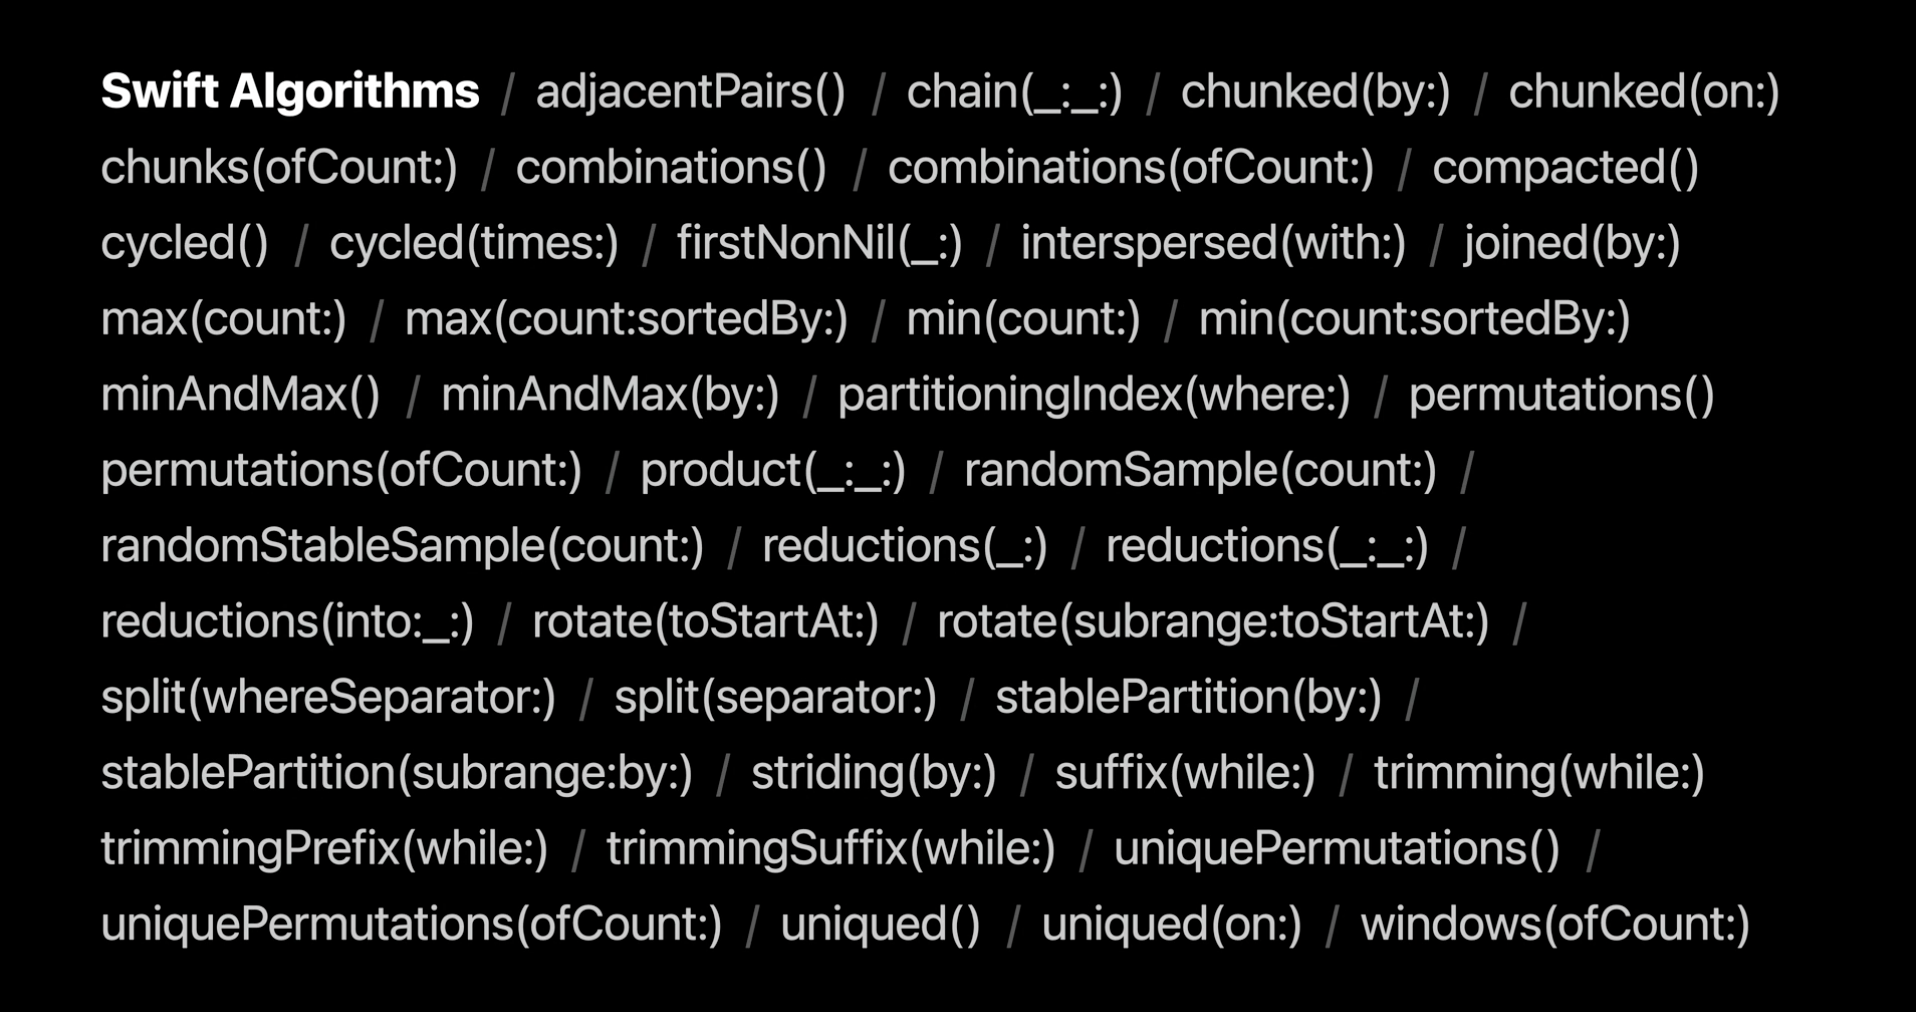 Swift Algorithms / adjacentPairs() / chain(_:_:) / chunked(by:) / chunked(on:)
chunks(ofCount:) / combinations() / combinations(ofCount:) / compacted()
cycled() / cycled(times:) / firstNonNil(_:) / interspersed(with:) / joined(by:)
max(count:) / max(count:sortedBy:) / min(count:) / min(count:sortedBy:)
minAndMax() / minAndMax(by:) / partitioningIndex(where:) / permutations()
permutations(ofCount:) / product(_:_:) / randomSample(count:) /
randomStableSample(count:) / reductions(_:) / reductions(_:_:) /
reductions(into:_:) / rotate(toStartAt:) / rotate(subrange:toStartAt:) /
split(whereSeparator:) / split(separator:) / stablePartition(by:) /
stablePartition(subrange:by:) / striding(by:) / suffix(while:) / trimming(while:)
trimmingPrefix(while:) / trimmingSuffix(while:) / uniquePermutations() /
uniquePermutations(ofCount:) / uniqued() / uniqued(on:) / windows(ofCount:)